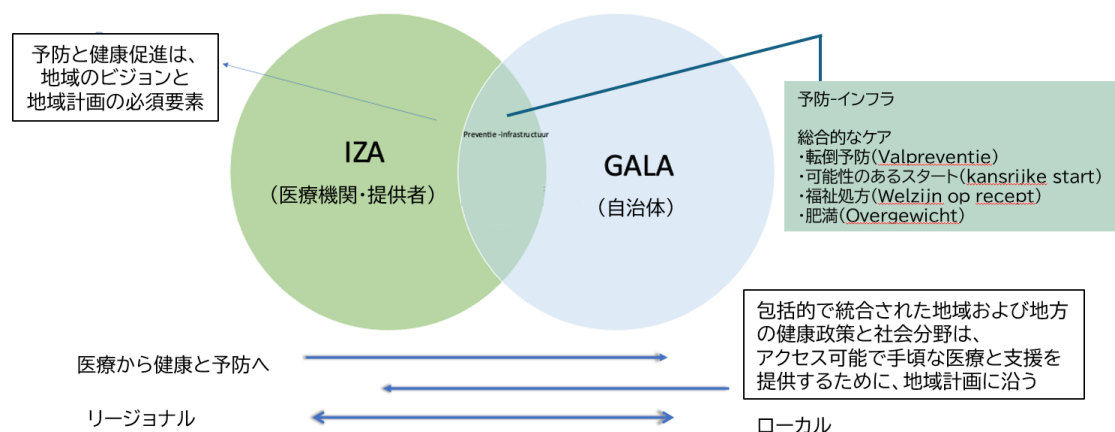 予防と健康促進は、
地域のビジョンと
地域計画の必須要素
IZA
（医療機関・提供者）
Preventie -infrastructuur
GALA
（自治体）
予防-インフラ
総合的なケア
・転倒予防(Valpreventie)
・可能性のあるスタート(kansrijke start)
・福祉処方(Welzijn op recept)
・肥満(Overgewicht)
包括的で統合された地域および地方
の健康政策と社会分野は、
アクセス可能で手頃な医療と支援を
提供するために、地域計画に沿う
医療から健康と予防へ
リージョナル
ローカル